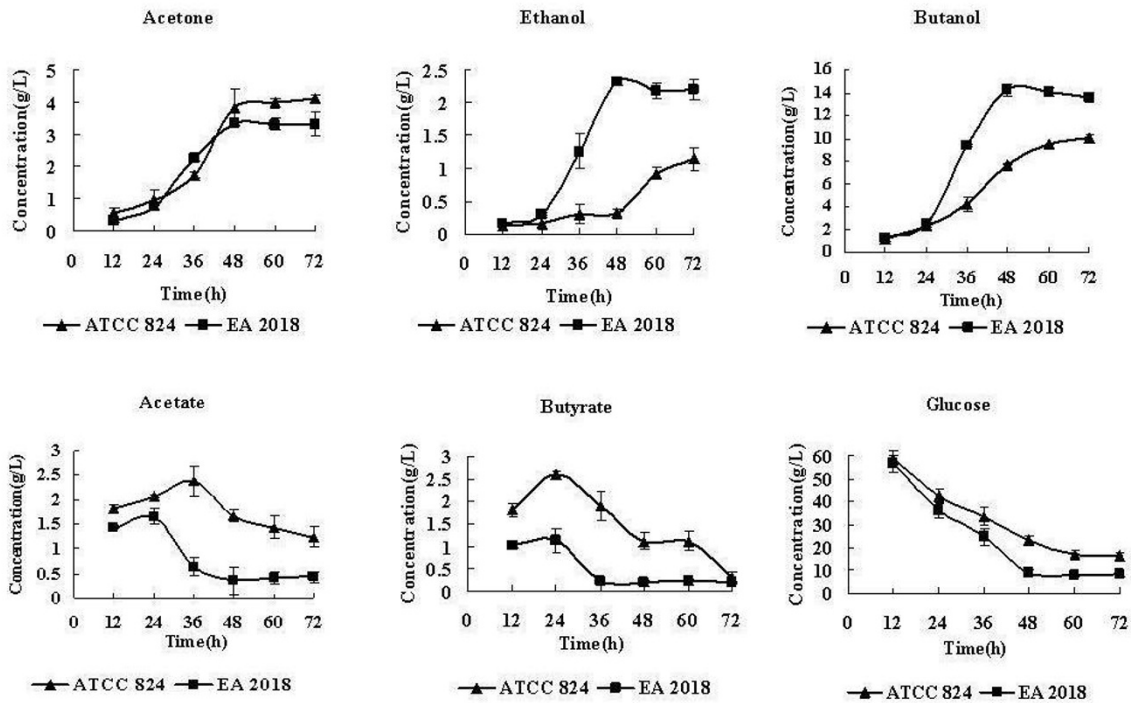 Acetone
Concentration(g/L)
5
4
3
2
1
0
0 12 24 36 48 60 72
Time(h)
ATCC 824 EA 2018
Ethanol
Concentration(g/L)
2.5
2
1.5
1
0.5
0
0 12 24 36 48 60 72
Time(h)
ATCC 824 EA 2018
Butanol
Concentration(g/L)
16
14
12
10
8
6
4
2
0
0 12 24 36 48 60 72
Time(h)
ATCC 824 EA 2018
Acetate
Concentration(g/L)
3
2.5
2
1.5
1
0.5
0
0 12 24 36 48 60 72
Time(h)
ATCC 824 EA 2018
Butyrate
Concentration(g/L)
3
2.5
2
1.5
1
0.5
0
0 12 24 36 48 60 72
Time(h)
ATCC 824 EA 2018
Glucose
Concentration(g/L)
60
50
40
30
20
10
0
0 12 24 36 48 60 72
Time(h)
ATCC 824 EA 2018